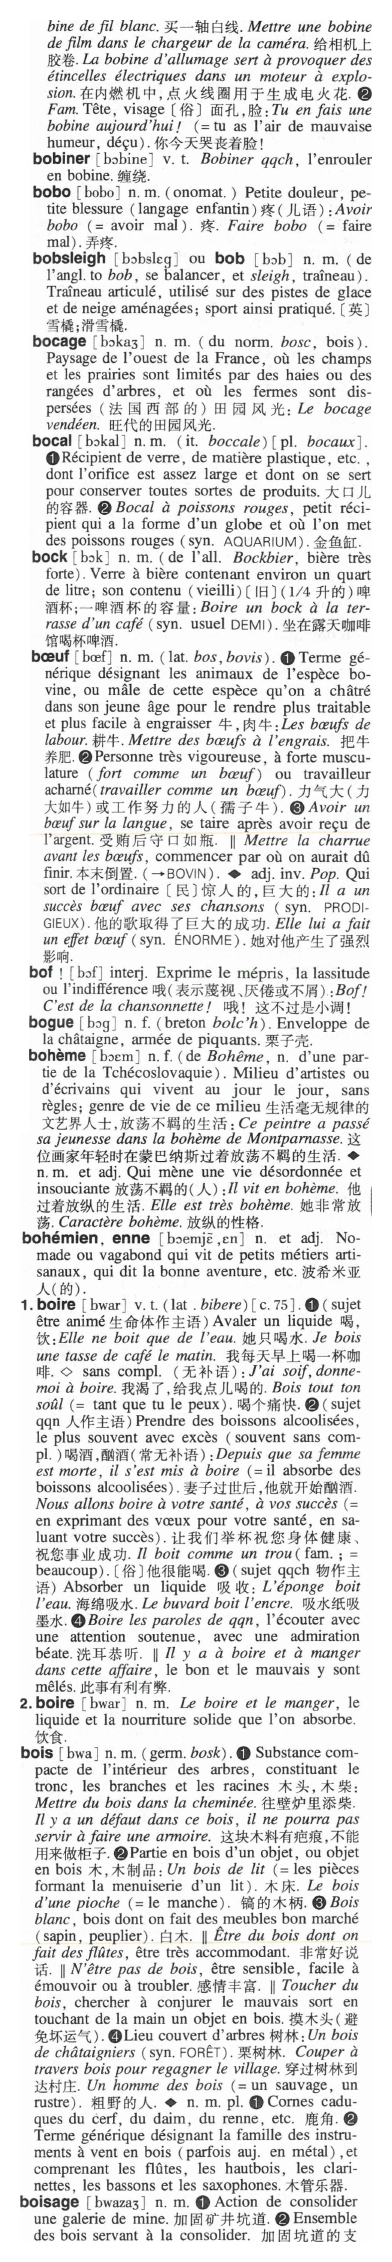 bine de fil blanc. 买一轴白线. Mettre une bobine
de film dans le chargeur de la caméra. 给相机上
胶卷. La bobine d'allumage sert à provoquer des
étincelles électriques dans un moteur à explo-
sion. 在内燃机中,点火线圈用于生成电火花. ❷
Fam. Tête, visage〔俗〕面孔,脸: Tu en fais une
bobine aujourd'hui! (= tu as l'air de mauvaise
humeur, déçu). 你今天哭丧着脸!
bobiner [bɔbine] v. t. Bobiner qqch, l'enrouler
en bobine. 缠绕.
bobo [bobo] n. m. (onomat.) Petite douleur, pe-
tite blessure (langage enfantin) 疼(儿语): Avoir
bobo (= avoir mal). 疼. Faire bobo (= faire
mal). 弄疼.
bobsleigh [bɔbslɛg] ou bob [bɔb] n. m. (de
l'angl. to bob, se balancer, et sleigh, traîneau).
Traîneau articulé, utilisé sur des pistes de glace
et de neige aménagées; sport ainsi pratiqué. 〔英〕
雪橇;滑雪橇.
bocage [bɔkaʒ] n. m. (du norm. bosc, bois).
Paysage de l'ouest de la France, où les champs
et les prairies sont limités par des haies ou des
rangées d'arbres, et où les fermes sont dis-
persées (法国西部的)田园风光: Le bocage
vendéen. 旺代的田园风光.
bocal [bɔkal] n. m. (it. boccale) [pl. bocaux].
❶Récipient de verre, de matière plastique, etc.,
dont l'orifice est assez large et dont on se sert
pour conserver toutes sortes de produits. 大口儿
的容器. ❷ Bocal à poissons rouges, petit réci-
pient qui a la forme d'un globe et où l'on met
des poissons rouges (syn. AQUARIUM). 金鱼缸.
bock [bɔk] n. m. (de l'all. Bockbier, bière très
forte). Verre à bière contenant environ un quart
de litre; son contenu (vieilli)〔旧〕(1/4 升的)啤
酒杯;一啤酒杯的容量: Boire un bock à la ter-
rasse d'un café (syn. usuel DEMI). 坐在露天咖啡
馆喝杯啤酒.
bœuf [bœf] n. m. (lat. bos, bovis). ❶ Terme gé-
nérique désignant les animaux de l'espèce bo-
vine, ou mâle de cette espèce qu'on a châtré
dans son jeune âge pour le rendre plus traitable
et plus facile à engraisser 牛,肉牛: Les bœufs de
labour. 耕牛. Mettre des bœufs à l'engrais. 把牛
养肥. ❷Personne très vigoureuse, à forte muscu-
lature (fort comme un bœuf) ou travailleur
acharné(travailler comme un bœuf). 力气大(力
大如牛)或工作努力的人(孺子牛). ❸ Avoir un
bœuf sur la langue, se taire après avoir reçu de
l'argent. 受贿后守口如瓶. ‖ Mettre la charrue
avant les bœufs, commencer par où on aurait dû
finir. 本末倒置. (→BOVIN). ◆ adj. inv. Pop. Qui
sort de l'ordinaire〔民〕惊人的,巨大的: Il a un
succès bœuf avec ses chansons (syn. PRODI-
GIEUX). 他的歌取得了巨大的成功. Elle lui a fait
un effet bœuf (syn. ÉNORME). 她对他产生了强烈
影响.
bof ! [bɔf] interj. Exprime le mépris, la lassitude
ou l'indifférence 哦(表示蔑视、厌倦或不屑): Bof!
C'est de la chansonnette! 哦!这不过是小调!
bogue [bɔg] n. f. (breton bolc'h). Enveloppe de
la châtaigne, armée de piquants. 栗子壳.
bohème [bɔɛm] n. f. (de Bohême, n. d'une par-
tie de la Tchécoslovaquie). Milieu d'artistes ou
d'écrivains qui vivent au jour le jour, sans
règles; genre de vie de ce milieu 生活毫无规律的
文艺界人士,放荡不羁的生活: Ce peintre a passé
sa jeunesse dans la bohème de Montparnasse. 这
位画家年轻时在蒙巴纳斯过着放荡不羁的生活. ◆
n. m. et adj. Qui mène une vie désordonnée et
insouciante 放荡不羁的(人): Il vit en bohème. 他
过着放纵的生活. Elle est très bohème. 她非常放
荡. Caractère bohème. 放纵的性格.
bohémien, enne [bɔemjɛ̃, ɛn] n. et adj. No-
made ou vagabond qui vit de petits métiers arti-
sanaux, qui dit la bonne aventure, etc. 波希米亚
人(的).
1. boire [bwar] v. t. (lat. bibere) [c. 75]. ❶(sujet
être animé 生命体作主语) Avaler un liquide 喝,
饮: Elle ne boit que de l'eau. 她只喝水. Je bois
une tasse de café le matin. 我每天早上喝一杯咖
啡. ◇ sans compl. (无补语): J'ai soif, donne-
moi à boire. 我渴了,给我点儿喝的. Bois tout ton
soûl (= tant que tu le peux). 喝个痛快. ❷(sujet
qqn 人作主语) Prendre des boissons alcoolisées,
le plus souvent avec excès (souvent sans com-
pl.)喝酒,酗酒(常无补语): Depuis que sa femme
est morte, il s'est mis à boire (= il absorbe des
boissons alcoolisées). 妻子过世后,他就开始酗酒.
Nous allons boire à votre santé, à vos succès (=
en exprimant des vœux pour votre santé, en sa-
luant votre succès). 让我们举杯祝您身体健康、
祝您事业成功. Il boit comme un trou (fam. ; =
beaucoup). 〔俗〕他很能喝. ❸ (sujet qqch 物作主
语) Absorber un liquide 吸收: L'éponge boit
l'eau. 海绵吸水. Le buvard boit l'encre. 吸水纸吸
墨水. ❹Boire les paroles de qqn, l'écouter avec
une attention soutenue, avec une admiration
béate. 洗耳恭听. ‖ Il y a à boire et à manger
dans cette affaire, le bon et le mauvais y sont
mêlés. 此事有利有弊.
2. boire [bwar] n. m. Le boire et le manger, le
liquide et la nourriture solide que l'on absorbe.
饮食.
bois [bwa] n. m. (germ. bosk). ❶ Substance com-
pacte de l'intérieur des arbres, constituant le
tronc, les branches et les racines 木头,木柴:
Mettre du bois dans la cheminée. 往壁炉里添柴.
Il y a un défaut dans ce bois, il ne pourra pas
servir à faire une armoire. 这块木料有疤痕,不能
用来做柜子. ❷Partie en bois d'un objet, ou objet
en bois 木,木制品: Un bois de lit (= les pièces
formant la menuiserie d'un lit). 木床. Le bois
d'une pioche (= le manche). 镐的木柄. ❸ Bois
blanc, bois dont on fait des meubles bon marché
(sapin, peuplier). 白木. ‖ Être du bois dont on
fait des flûtes, être très accommodant. 非常好说
话. ‖ N'être pas de bois, être sensible, facile à
émouvoir ou à troubler. 感情丰富. ‖ Toucher du
bois, chercher à conjurer le mauvais sort en
touchant de la main un objet en bois. 摸木头(避
免坏运气). ❹Lieu couvert d'arbres 树林: Un bois
de châtaigniers (syn. FORÊT). 栗树林. Couper à
travers bois pour regagner le village. 穿过树林到
达村庄. Un homme des bois (= un sauvage, un
rustre). 粗野的人. ◆ n. m. pl. ❶ Cornes cadu-
ques du cerf, du daim, du renne, etc. 鹿角. ❷
Terme générique désignant la famille des instru-
ments à vent en bois (parfois auj. en métal), et
comprenant les flûtes, les hautbois, les clari-
nettes, les bassons et les saxophones. 木管乐器.
boisage [bwazaʒ] n. m. ❶ Action de consolider
une galerie de mine. 加固矿井坑道. ❷ Ensemble
des bois servant à la consolider. 加固坑道的支